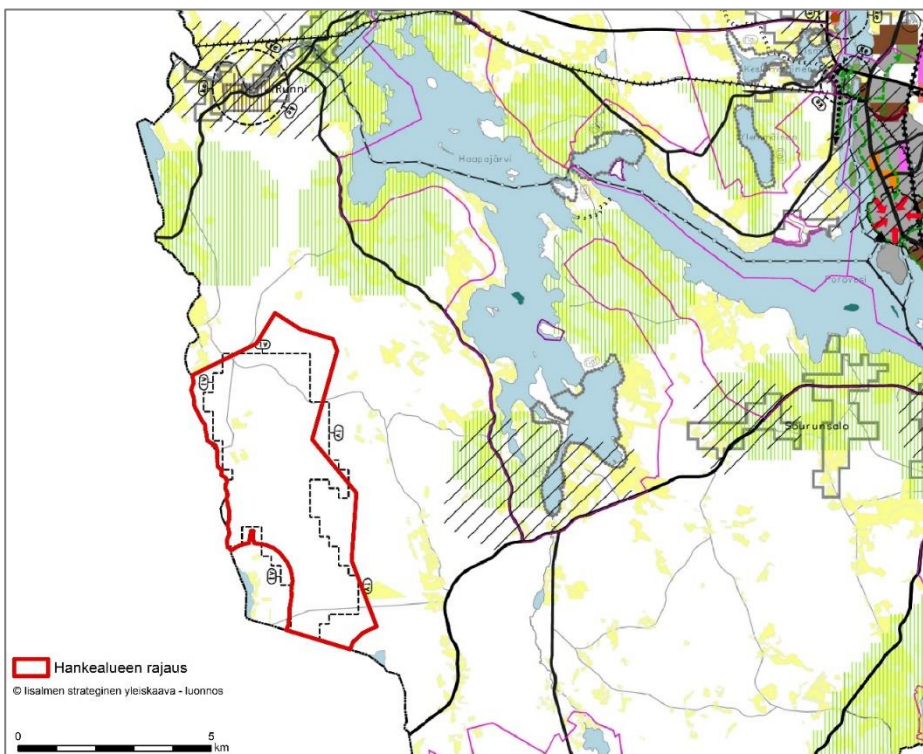 Runni
Haapajärvi
Porovesi
Sourunsalo
Hankealueen rajaus
© Iisalmen strateginen yleiskaava - luonnos
0 5
km